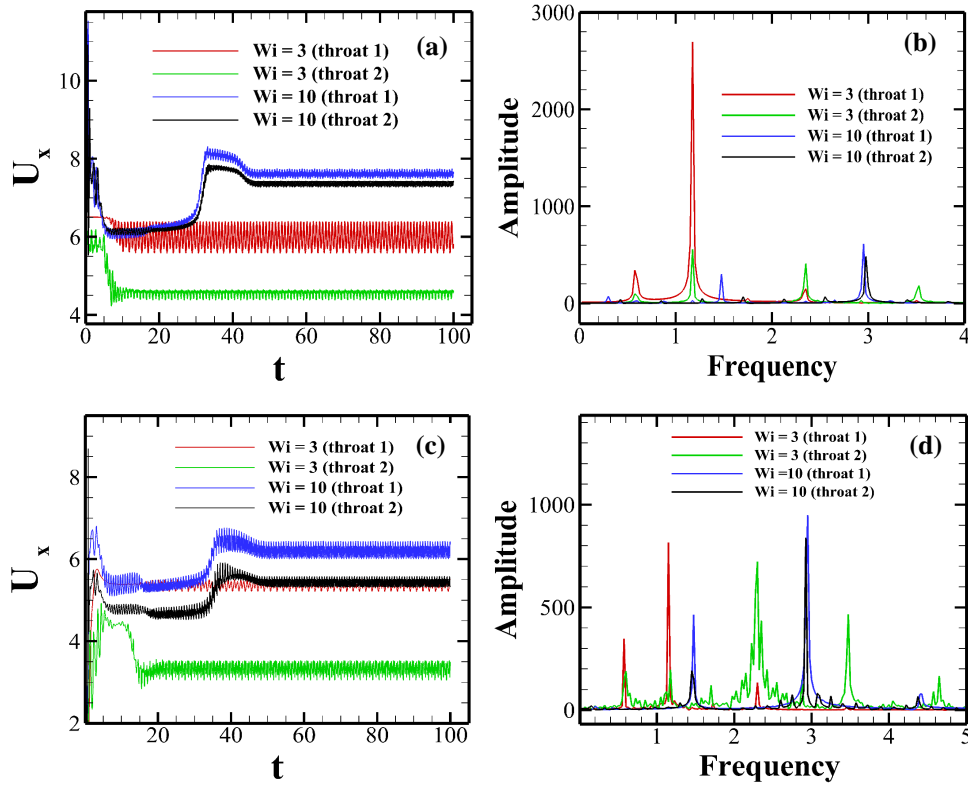 (a)
Wi = 3 (throat 1)
Wi = 3 (throat 2)
Wi = 10 (throat 1)
Wi = 10 (throat 2)
10
8
6
4
0 20 40 60 80 100
U x
t
(b)
Wi = 3 (throat 1)
Wi = 3 (throat 2)
Wi = 10 (throat 1)
Wi = 10 (throat 2)
3000
2000
1000
0
0 1 2 3 4
Amplitude
Frequency
(c)
Wi = 3 (throat 1)
Wi = 3 (throat 2)
Wi = 10 (throat 1)
Wi = 10 (throat 2)
8
6
4
2
20 40 60 80 100
U x
t
(d)
Wi = 3 (throat 1)
Wi = 3 (throat 2)
Wi =10 (throat 1)
Wi = 10 (throat 2)
1000
500
0
1 2 3 4 5
Amplitude
Frequency